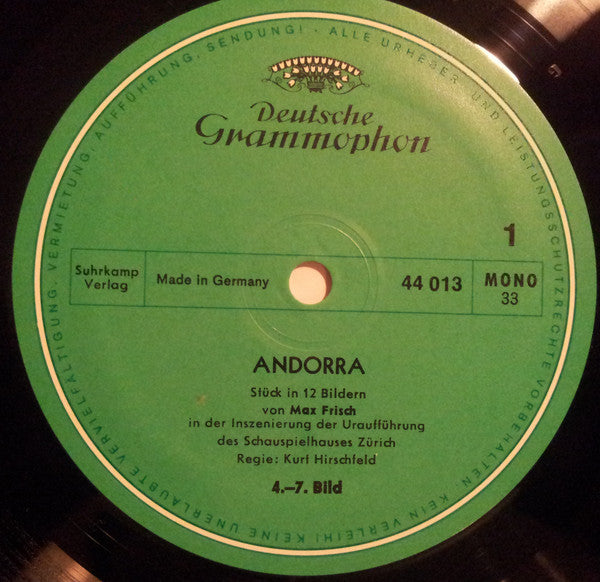 Deutsche
Grammophon
1
Suhrkamp
Verlag
Made in Germany
44 013
MONO
33
ANDORRA
Stück in 12 Bildern
von Max Frisch
in der Inszenierung der Uraufführung
des Schauspielhauses Zürich
Regie: Kurt Hirschfeld
4.–7. Bild
ALLE URHEBER- UND LEISTUNGSSCHUTZRECHTE VORBEHALTEN. KEIN VERLEIH! KEINE UNERLAUBTE VERVIELFÄLTIGUNG, VERMIETUNG, AUFFÜHRUNG, SENDUNG! ·